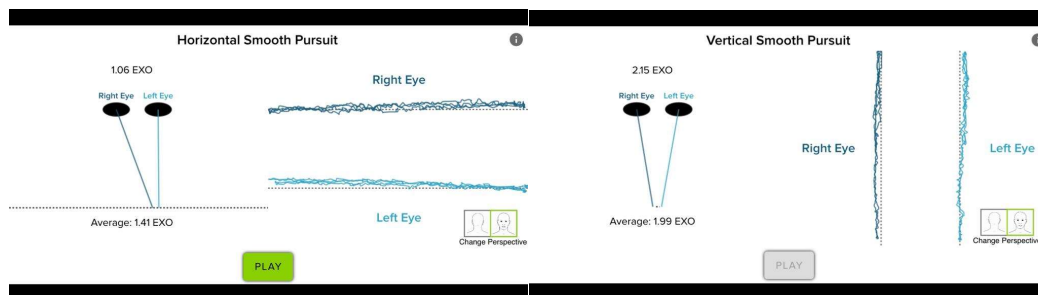 Horizontal Smooth Pursuit
i
1.06 EXO
Right Eye
Left Eye
Right Eye
Left Eye
Average: 1.41 EXO
Change Perspective
PLAY
Vertical Smooth Pursuit
i
2.15 EXO
Right Eye
Left Eye
Right Eye
Left Eye
Average: 1.99 EXO
Change Perspective
PLAY